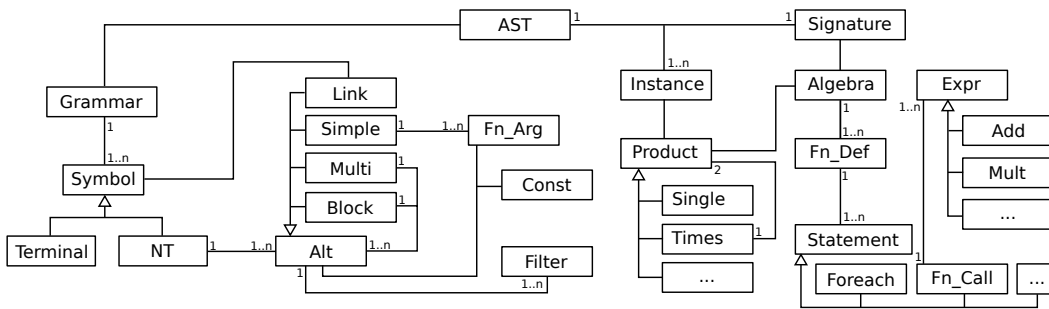 AST
1
1
Signature
1..n
Grammar
1
Link
Instance
Algebra
1
Expr
1..n
Simple
1
1..n
Fn_Arg
1..n
Add
1..n
Symbol
Multi
1
Product
2
Fn_Def
1
Mult
Const
Block
1
Single
...
1..n
Terminal
NT
1
1..n
Alt
1..n
1
Times
1
Statement
Filter
1..n
...
Foreach
1
Fn_Call
...